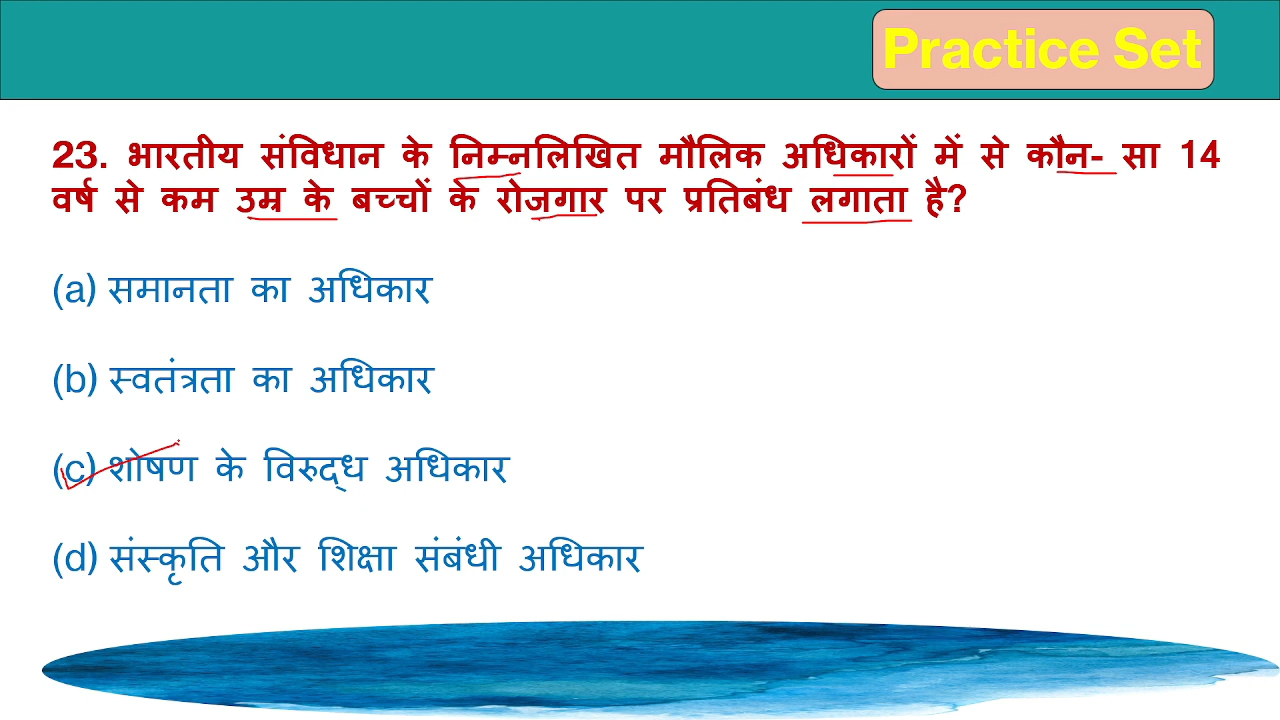 Practice Set
23. भारतीय संविधान के निम्नलिखित मौलिक अधिकारों में से कौन- सा 14
वर्ष से कम उम्र के बच्चों के रोजगार पर प्रतिबंध लगाता है?
(a) समानता का अधिकार
(b) स्वतंत्रता का अधिकार
(c) शोषण के विरुद्ध अधिकार
(d) संस्कृति और शिक्षा संबंधी अधिकार